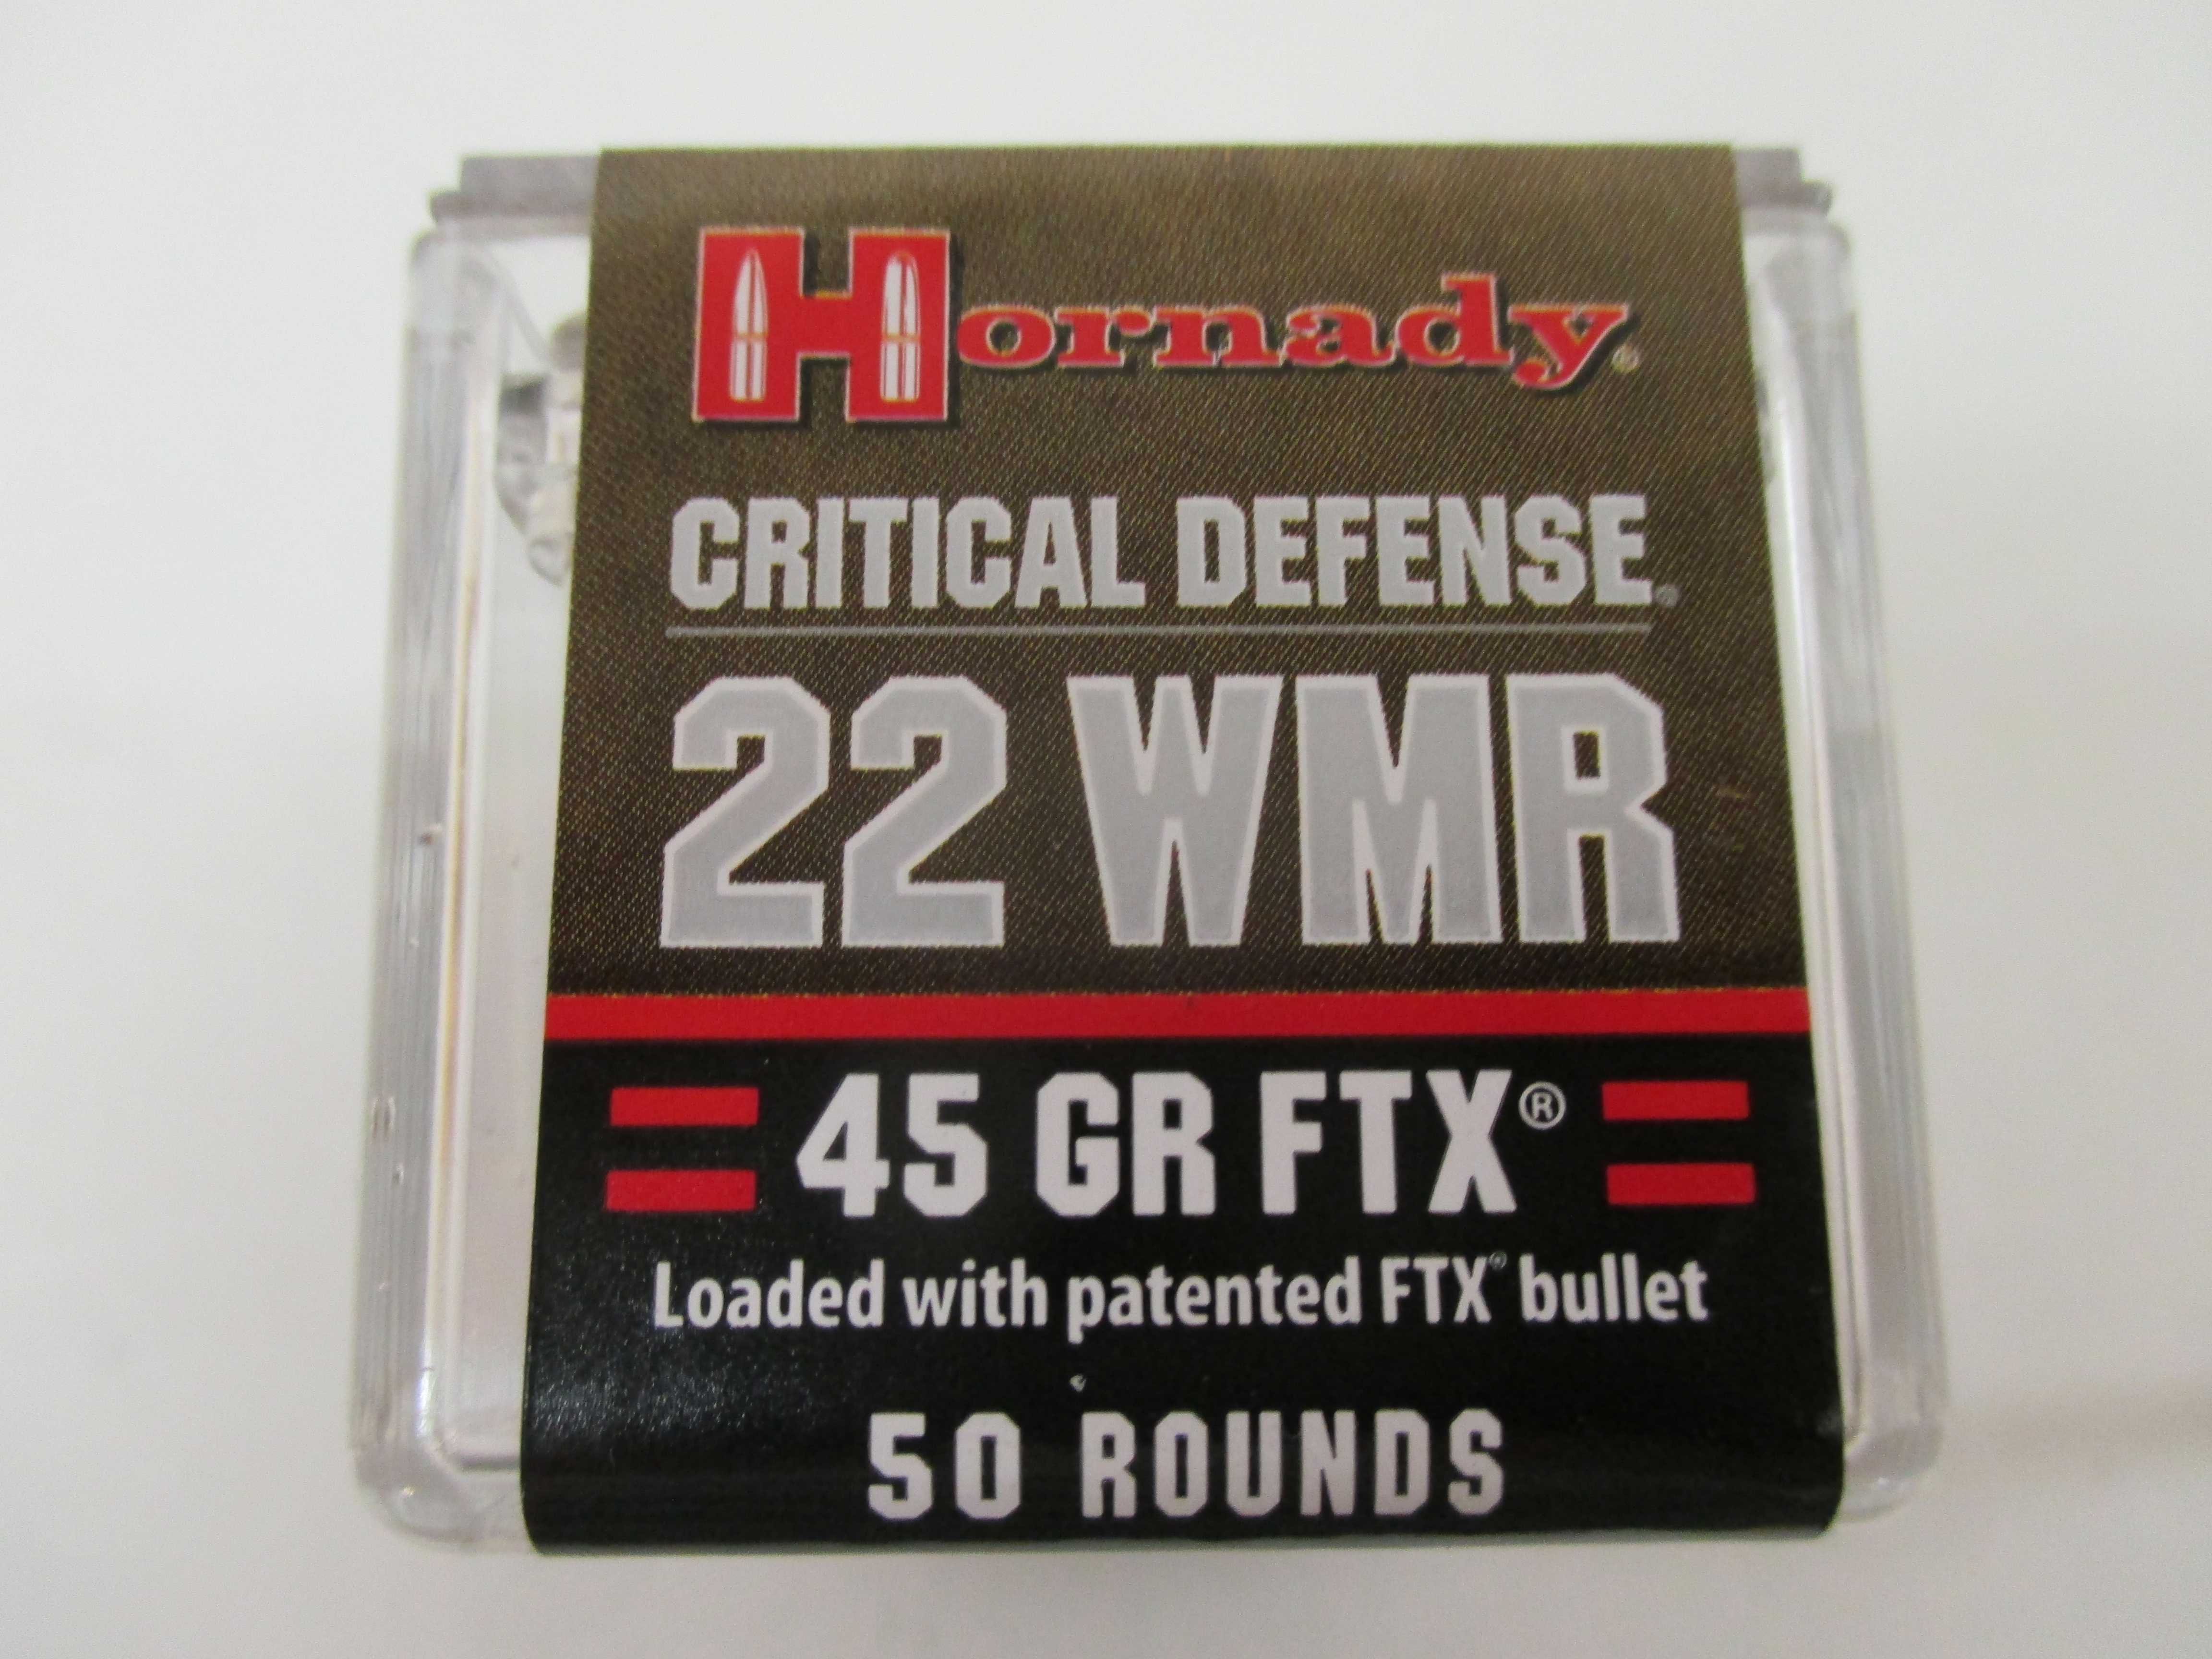 Hornady®
CRITICAL DEFENSE®
22 WMR
45 GR FTX®
Loaded with patented FTX® bullet
50 ROUNDS